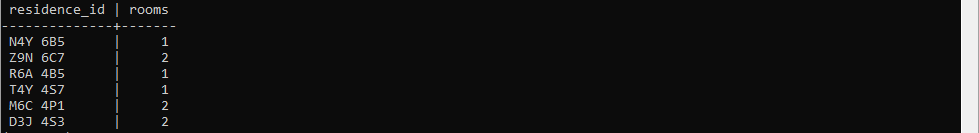 residence_id | rooms
--------------+-------
N4Y 6B5 | 1
Z9N 6C7 | 2
R6A 4B5 | 1
T4Y 4S7 | 1
M6C 4P1 | 2
D3J 4S3 | 2